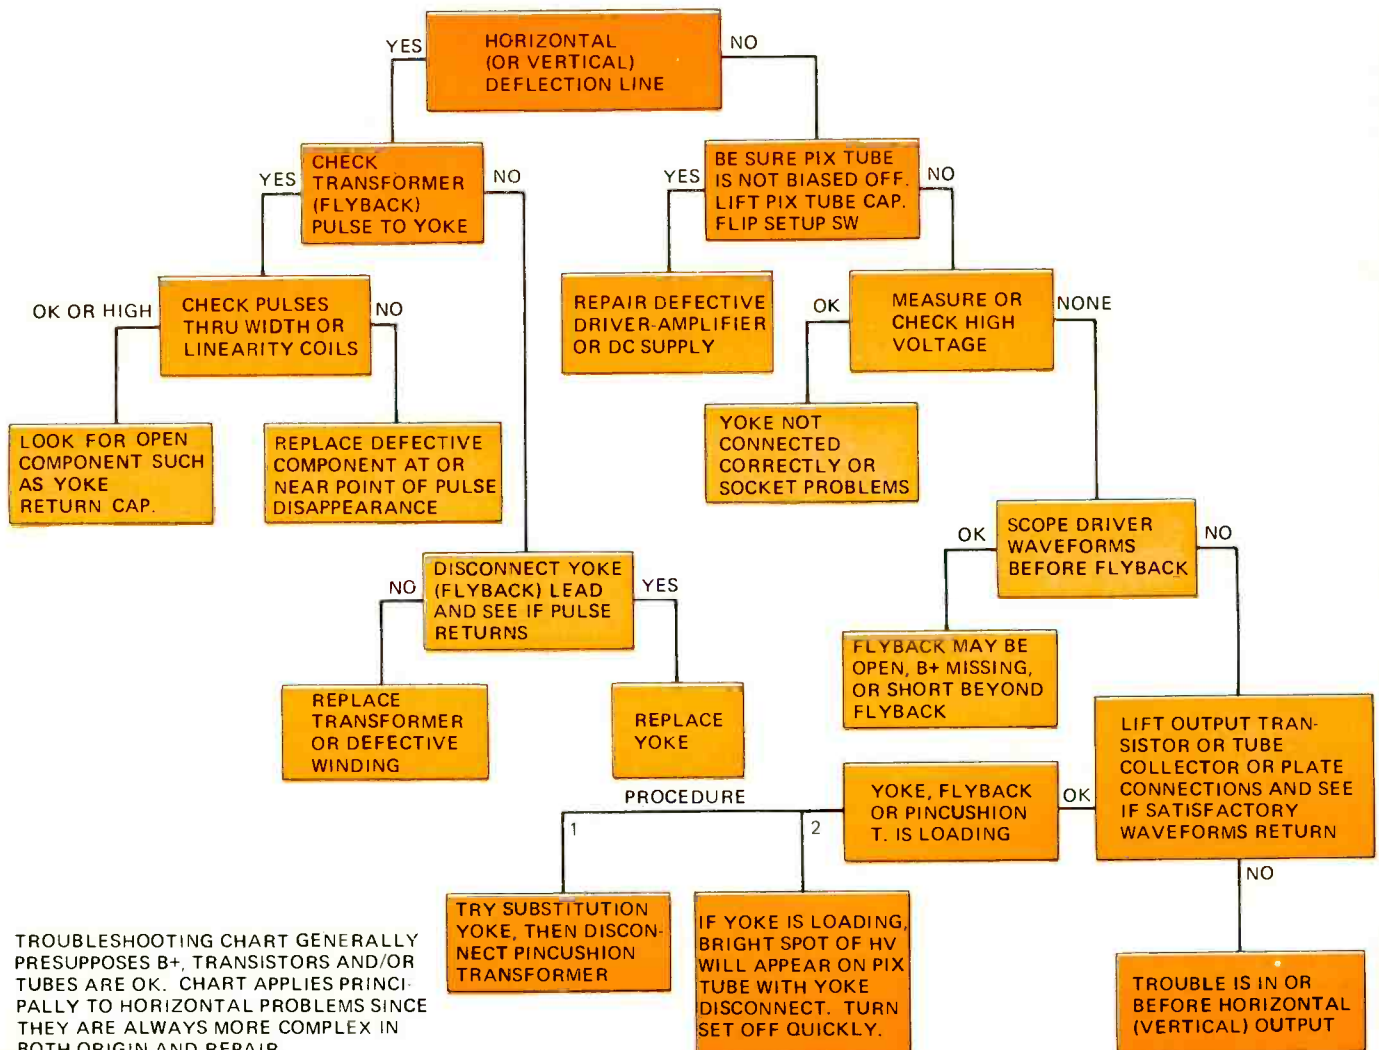 YES
HORIZONTAL
(OR VERTICAL)
DEFLECTION LINE
NO
YES
CHECK
TRANSFORMER
(FLYBACK)
PULSE TO YOKE
NO
YES
BE SURE PIX TUBE
IS NOT BIASED OFF.
LIFT PIX TUBE CAP.
FLIP SETUP SW
NO
OK OR HIGH
CHECK PULSES
THRU WIDTH OR
LINEARITY COILS
NO
REPAIR DEFECTIVE
DRIVER-AMPLIFIER
OR DC SUPPLY
OK
MEASURE OR
CHECK HIGH
VOLTAGE
NONE
LOOK FOR OPEN
COMPONENT SUCH
AS YOKE
RETURN CAP.
REPLACE DEFECTIVE
COMPONENT AT OR
NEAR POINT OF PULSE
DISAPPEARANCE
YOKE NOT
CONNECTED
CORRECTLY OR
SOCKET PROBLEMS
OK
SCOPE DRIVER
WAVEFORMS
BEFORE FLYBACK
NO
NO
DISCONNECT YOKE
(FLYBACK) LEAD
AND SEE IF PULSE
RETURNS
YES
FLYBACK MAY BE
OPEN, B+ MISSING,
OR SHORT BEYOND
FLYBACK
REPLACE
TRANSFORMER
OR DEFECTIVE
WINDING
REPLACE
YOKE
LIFT OUTPUT TRAN-
SISTOR OR TUBE
COLLECTOR OR PLATE
CONNECTIONS AND SEE
IF SATISFACTORY
WAVEFORMS RETURN
PROCEDURE
1
2
YOKE, FLYBACK
OR PINCUSHION
T. IS LOADING
OK
NO
TRY SUBSTITUTION
YOKE, THEN DISCON-
NECT PINCUSHION
TRANSFORMER
IF YOKE IS LOADING,
BRIGHT SPOT OF HV
WILL APPEAR ON PIX
TUBE WITH YOKE
DISCONNECT. TURN
SET OFF QUICKLY.
TROUBLE IS IN OR
BEFORE HORIZONTAL
(VERTICAL) OUTPUT
TROUBLESHOOTING CHART GENERALLY
PRESUPPOSES B+, TRANSISTORS AND/OR
TUBES ARE OK. CHART APPLIES PRINCI-
PALLY TO HORIZONTAL PROBLEMS SINCE
THEY ARE ALWAYS MORE COMPLEX IN
BOTH ORIGIN AND REPAIR